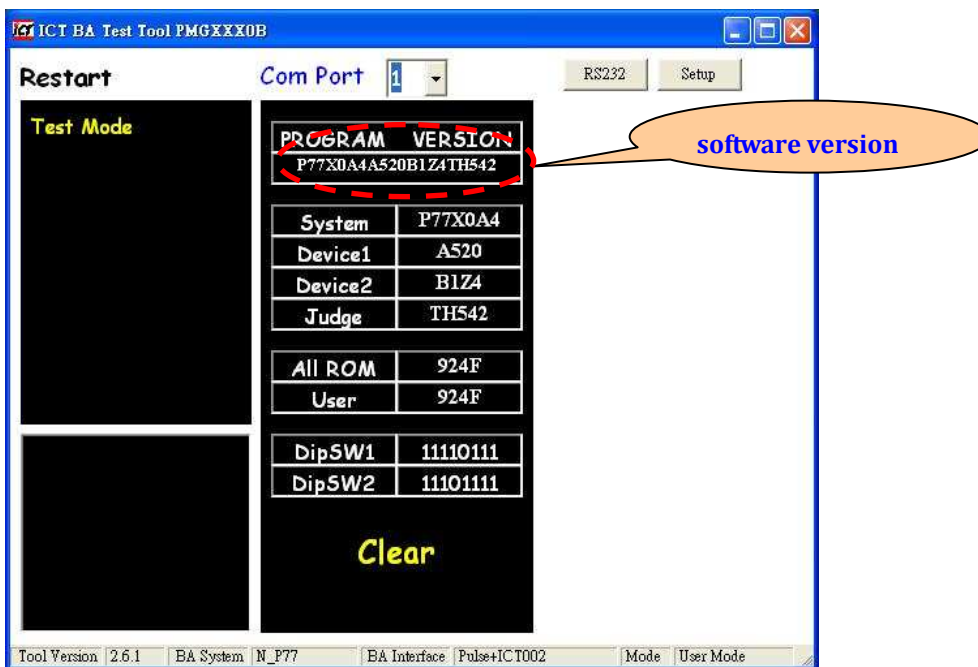 ICT BA Test Tool PMGXXX0B
Restart Com Port 1 RS232 Setup
Test Mode
PROGRAM VERSION
P77X0A4A520B1Z4TH542
software version
System P77X0A4
Device1 A520
Device2 B1Z4
Judge TH542
All ROM 924F
User 924F
DipSW1 11110111
DipSW2 11101111
Clear
Tool Version 2.6.1 BA System N_P77 BA Interface Pulse+ICT002 Mode User Mode